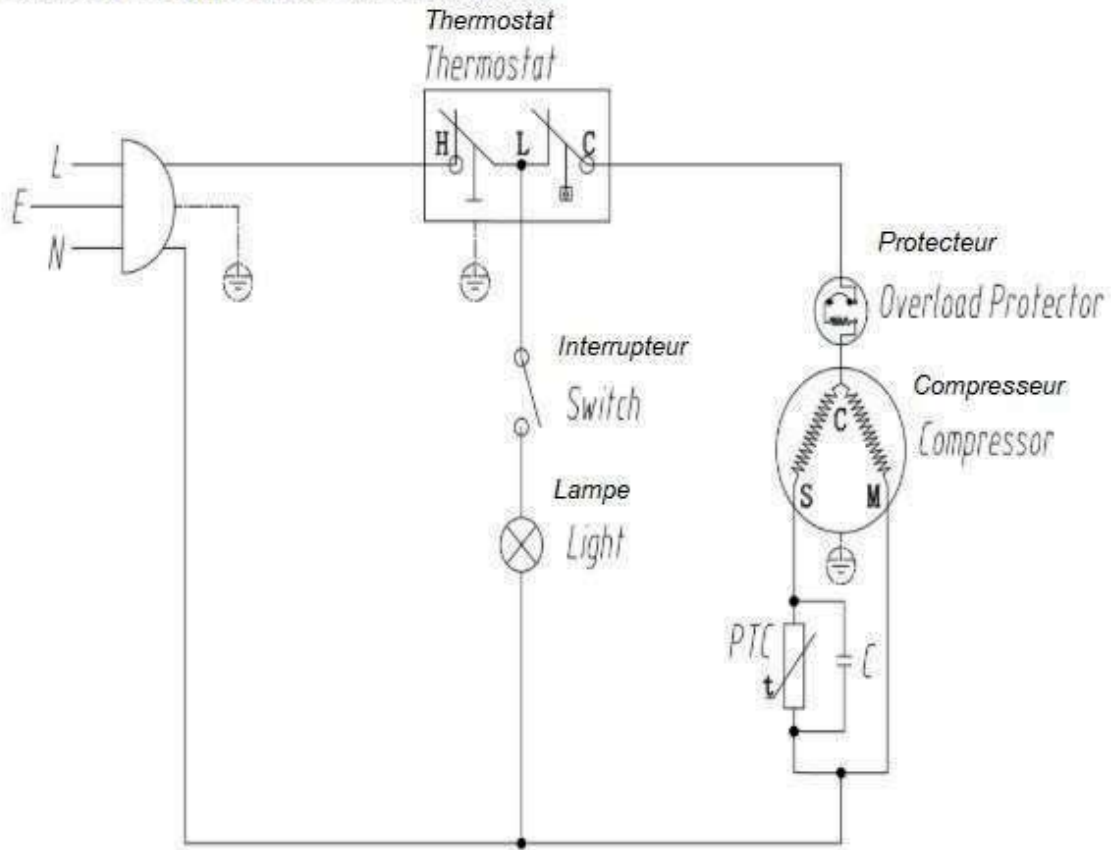 Thermostat
Thermostat
H L C
L
E
N
Protecteur
Overload Protector
Interrupteur
Switch
Compresseur
Compressor
C
S M
Lampe
Light
PTC
C
t